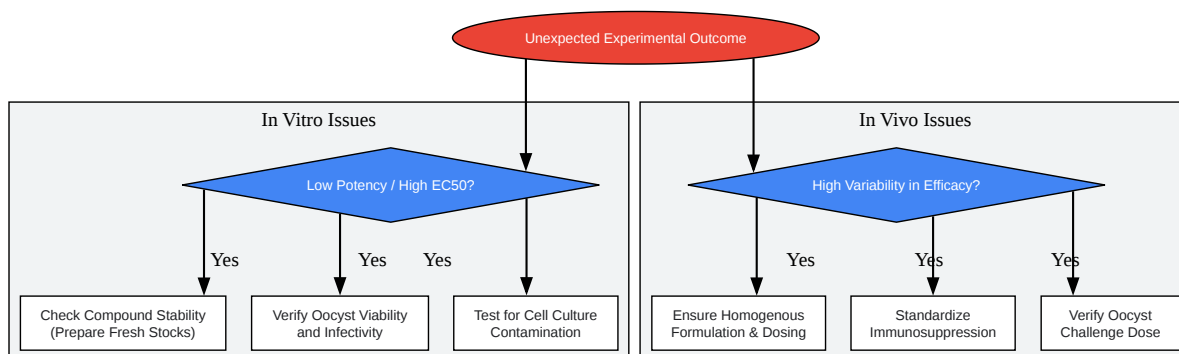 Unexpected Experimental Outcome
In Vitro Issues
In Vivo Issues
Low Potency / High EC50?
High Variability in Efficacy?
Yes
Yes
Yes
Yes
Yes
Yes
Check Compound Stability
(Prepare Fresh Stocks)
Verify Oocyst Viability
and Infectivity
Test for Cell Culture
Contamination
Ensure Homogenous
Formulation & Dosing
Standardize
Immunosuppression
Verify Oocyst
Challenge Dose